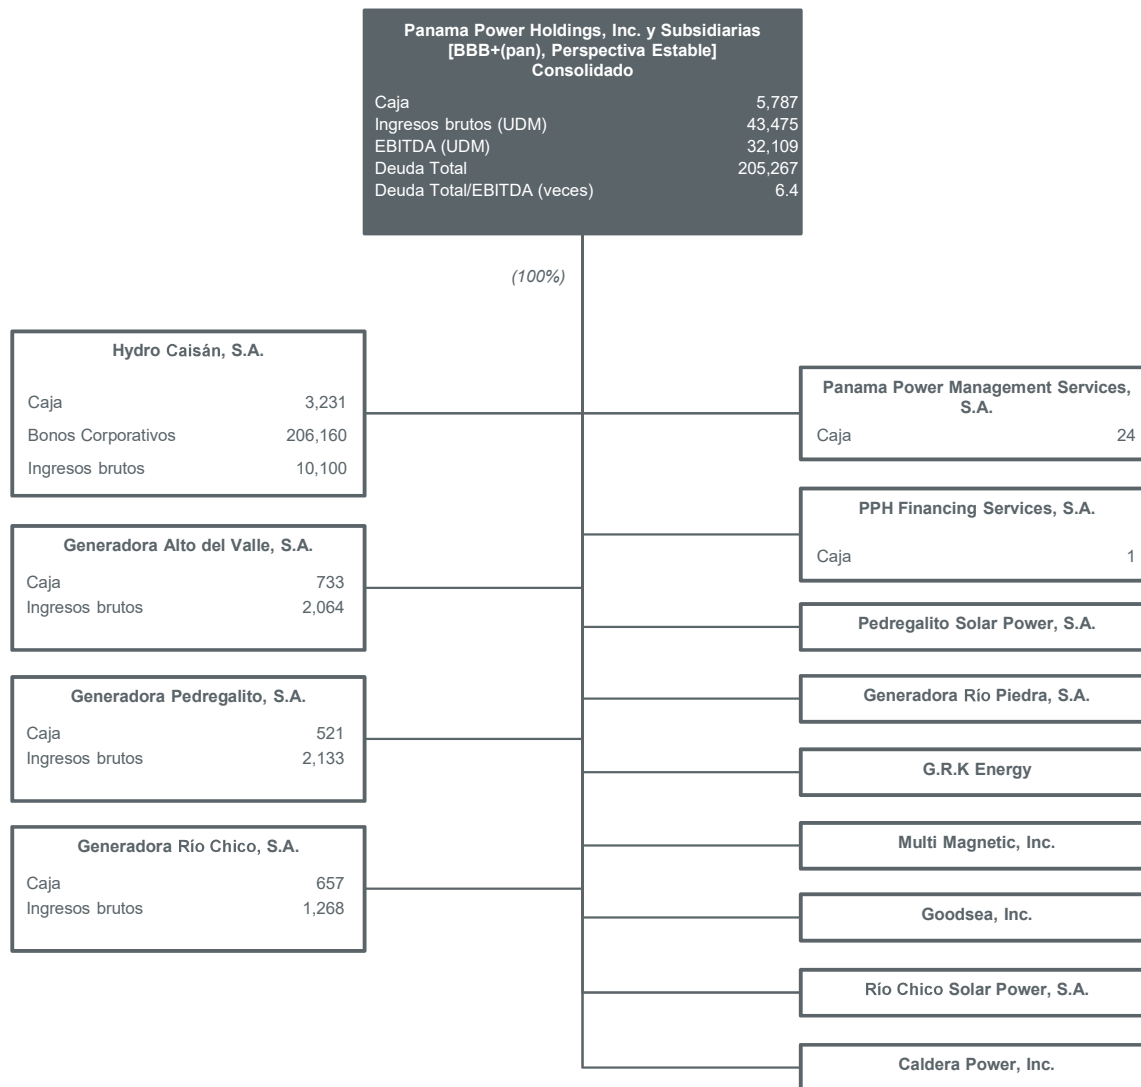 Panama Power Holdings, Inc. y Subsidiarias
[BBB+(pan), Perspectiva Estable]
Consolidado
Caja 5,787
Ingresos brutos (UDM) 43,475
EBITDA (UDM) 32,109
Deuda Total 205,267
Deuda Total/EBITDA (veces) 6.4
(100%)
Hydro Caisán, S.A.
Caja 3,231
Bonos Corporativos 206,160
Ingresos brutos 10,100
Generadora Alto del Valle, S.A.
Caja 733
Ingresos brutos 2,064
Generadora Pedregalito, S.A.
Caja 521
Ingresos brutos 2,133
Generadora Río Chico, S.A.
Caja 657
Ingresos brutos 1,268
Panama Power Management Services,
S.A.
Caja 24
PPH Financing Services, S.A.
Caja 1
Pedregalito Solar Power, S.A.
Generadora Río Piedra, S.A.
G.R.K Energy
Multi Magnetic, Inc.
Goodsea, Inc.
Río Chico Solar Power, S.A.
Caldera Power, Inc.